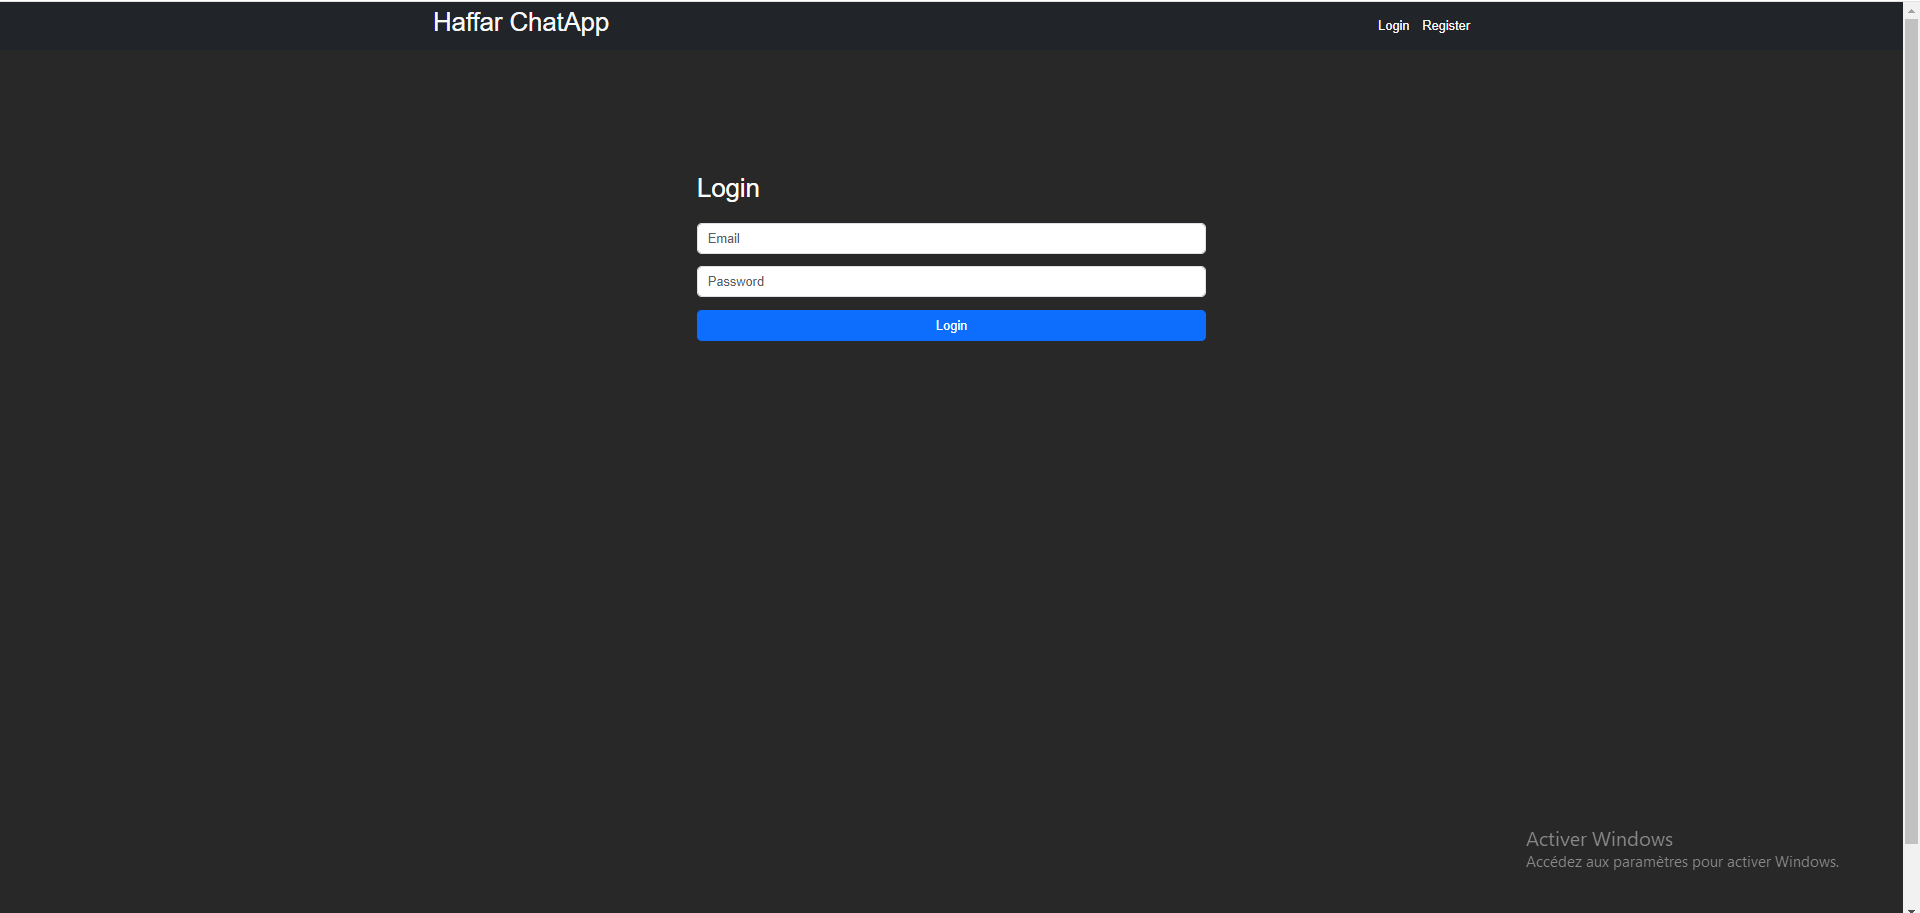 Haffar ChatApp
Login Register
Login
Email
Password
Login
Activer Windows
Accédez aux paramètres pour activer Windows.